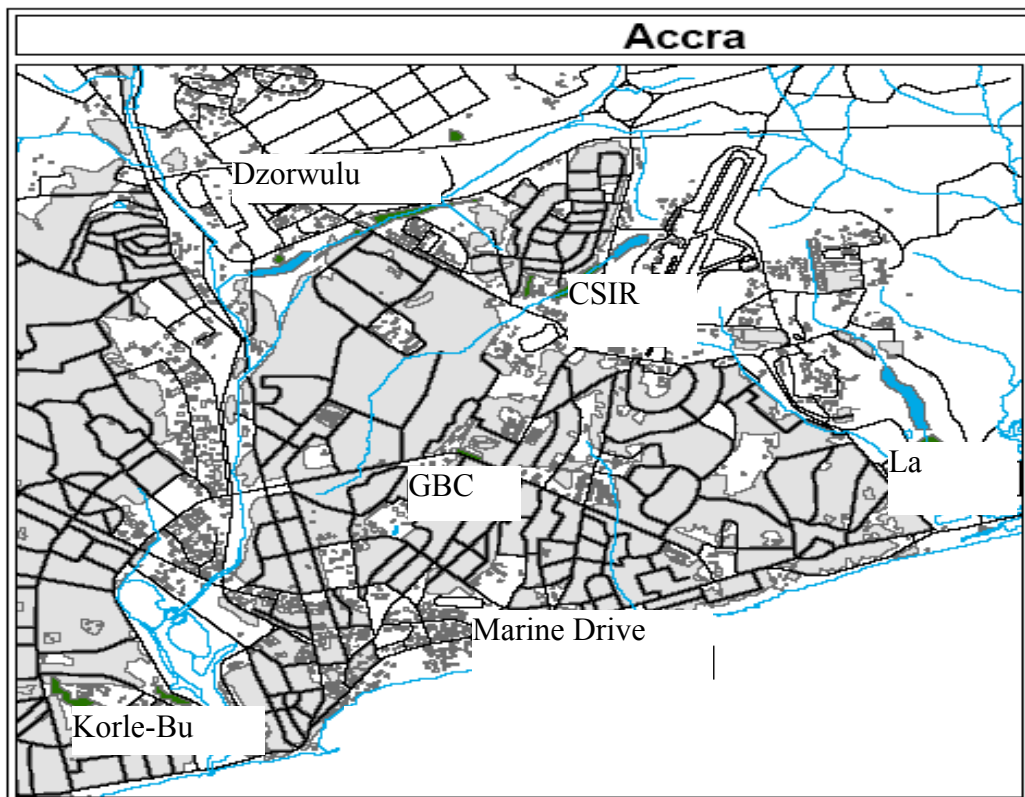 Accra
Dzorwulu
CSIR
La
GBC
Marine Drive
Korle-Bu